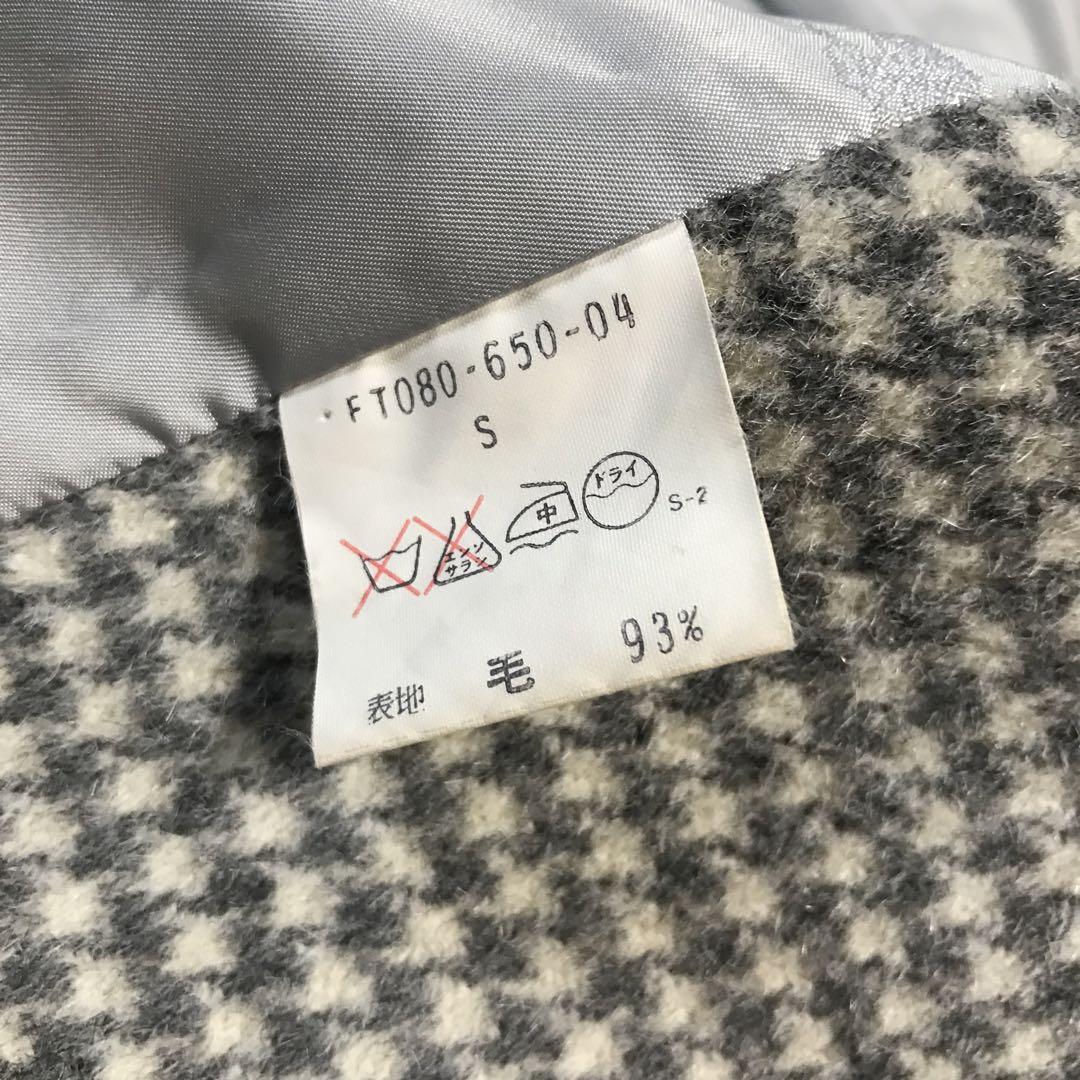 FT080-650-04
S
エンソ サラシ 中 ドライ S-2
表地 毛 93%